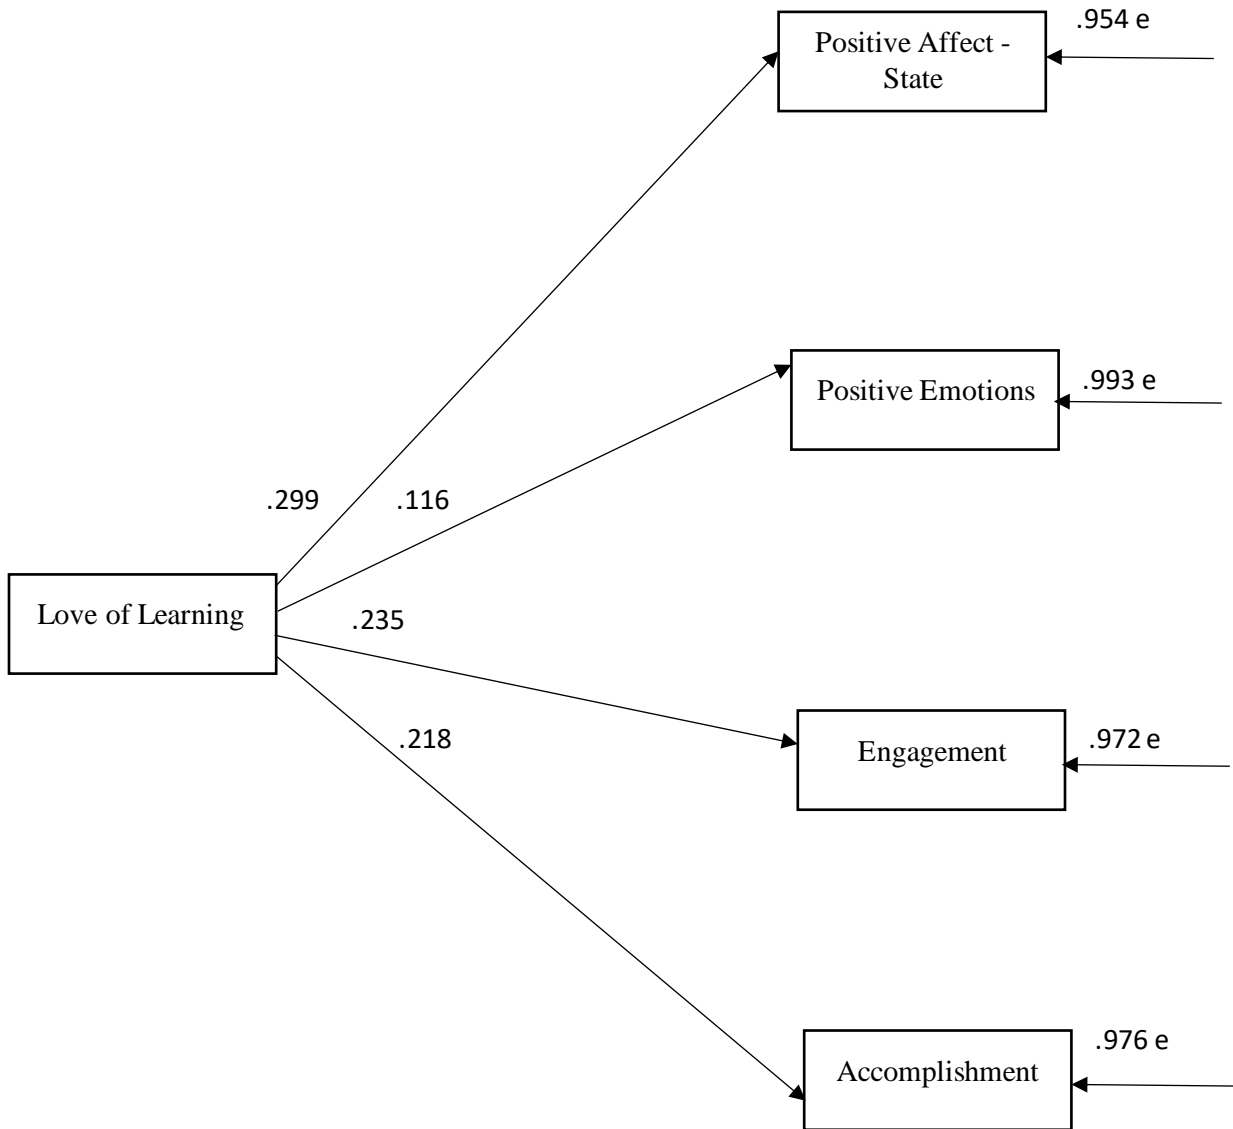 .954 e
Positive Affect -
State
Positive Emotions
.993 e
.299
.116
Love of Learning
.235
.218
Engagement
.972 e
Accomplishment
.976 e